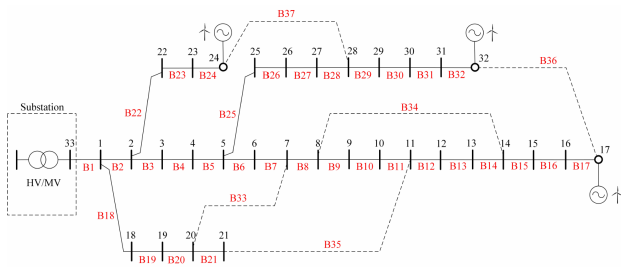 B37
24
22 23
B23 B24
25 26 27 28 29 30 31 32
B26 B27 B28 B29 B30 B31 B32
B36
B22
B25
Substation
B34
33 1 2 3 4 5 6 7 8 9 10 11 12 13 14 15 16 17
B1 B2 B3 B4 B5 B6 B7 B8 B9 B10 B11 B12 B13 B14 B15 B16 B17
HV/MV
B18
B33
18 19 20 21
B35
B19 B20 B21